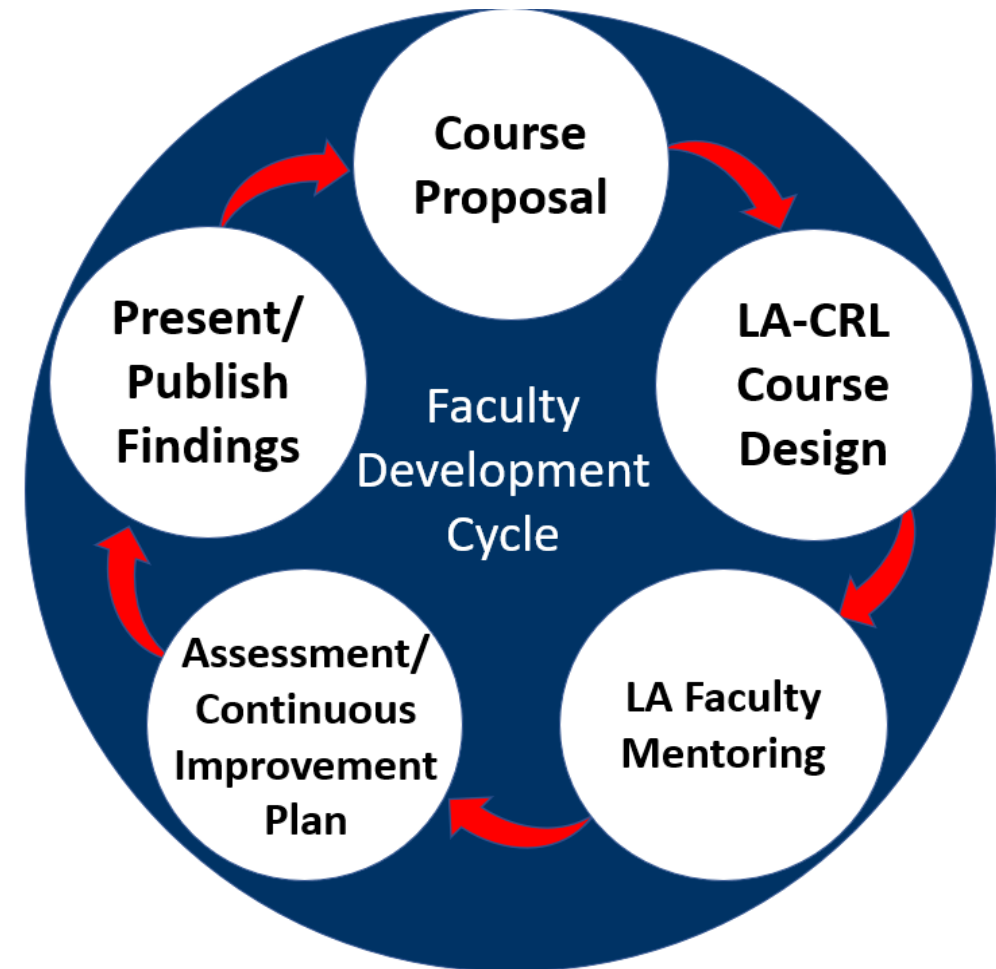 Course
Proposal
LA-CRL
Course
Design
LA Faculty
Mentoring
Assessment/
Continuous
Improvement
Plan
Present/
Publish
Findings
Faculty
Development
Cycle